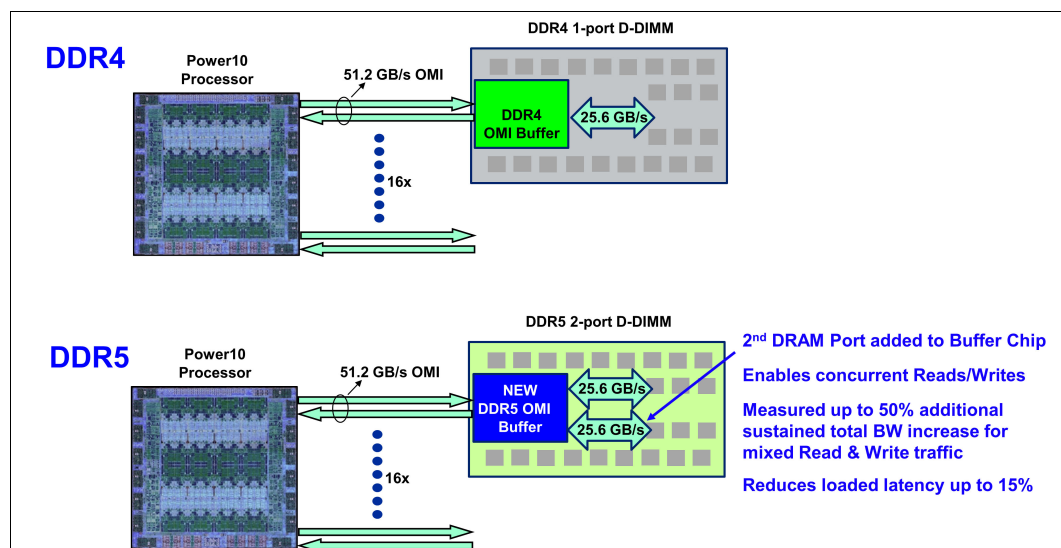 DDR4 1-port D-DIMM
DDR4
Power10
Processor
51.2 GB/s OMI
DDR4
OMI Buffer
25.6 GB/s
16x
DDR5 2-port D-DIMM
DDR5
Power10
Processor
51.2 GB/s OMI
NEW
DDR5 OMI
Buffer
25.6 GB/s
25.6 GB/s
16x
2nd DRAM Port added to Buffer Chip
Enables concurrent Reads/Writes
Measured up to 50% additional
sustained total BW increase for
mixed Read & Write traffic
Reduces loaded latency up to 15%